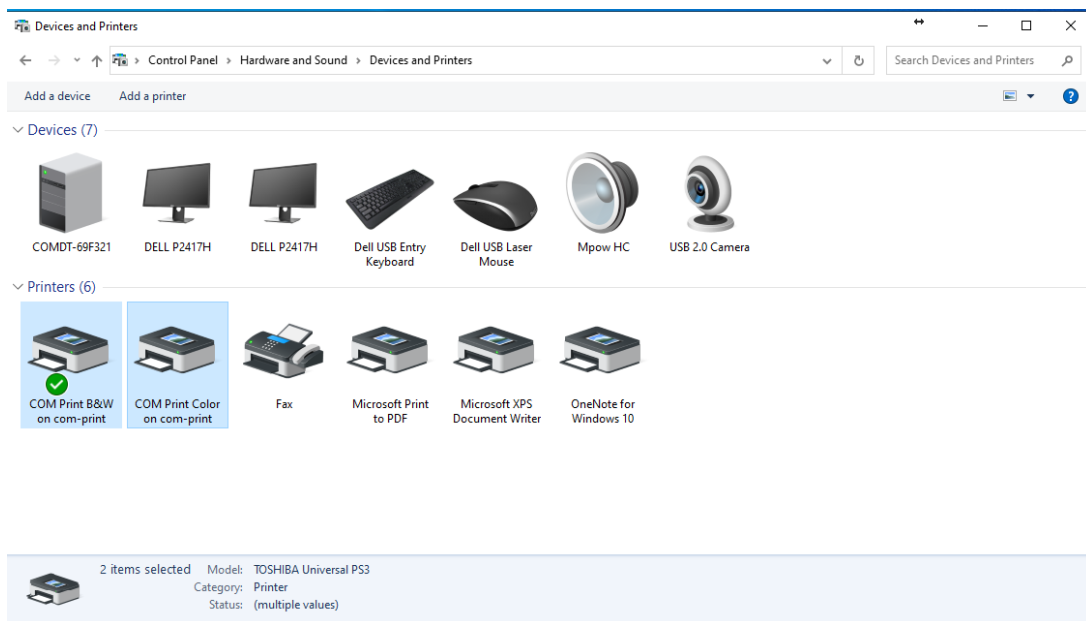 Devices and Printers
Control Panel > Hardware and Sound > Devices and Printers
Search Devices and Printers
Add a device Add a printer
Devices (7)
COMDT-69F321 DELL P2417H DELL P2417H Dell USB Entry Dell USB Laser Mpow HC USB 2.0 Camera
Keyboard Mouse
Printers (6)
COM Print B&W COM Print Color Fax Microsoft Print Microsoft XPS OneNote for
on com-print on com-print to PDF Document Writer Windows 10
2 items selected Model: TOSHIBA Universal PS3
Category: Printer
Status: (multiple values)